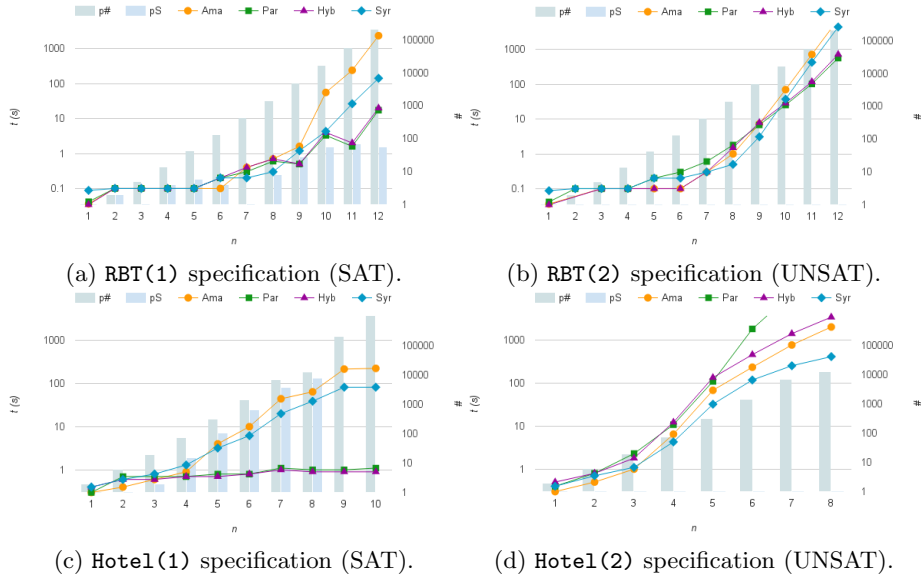 p# pS Ama Par Hyb Syr
1000
100
10
1
0.1
t (s)
100000
10000
1000
100
10
1
#
1 2 3 4 5 6 7 8 9 10 11 12
n
(a) RBT(1) specification (SAT).
p# pS Ama Par Hyb Syr
1000
100
10
1
0.1
t (s)
100000
10000
1000
100
10
1
#
1 2 3 4 5 6 7 8 9 10 11 12
n
(b) RBT(2) specification (UNSAT).
p# pS Ama Par Hyb Syr
1000
100
10
1
t (s)
100000
10000
1000
100
10
1
#
1 2 3 4 5 6 7 8 9 10
n
(c) Hotel(1) specification (SAT).
p# pS Ama Par Hyb Syr
1000
100
10
1
t (s)
100000
10000
1000
100
10
1
#
1 2 3 4 5 6 7 8
n
(d) Hotel(2) specification (UNSAT).